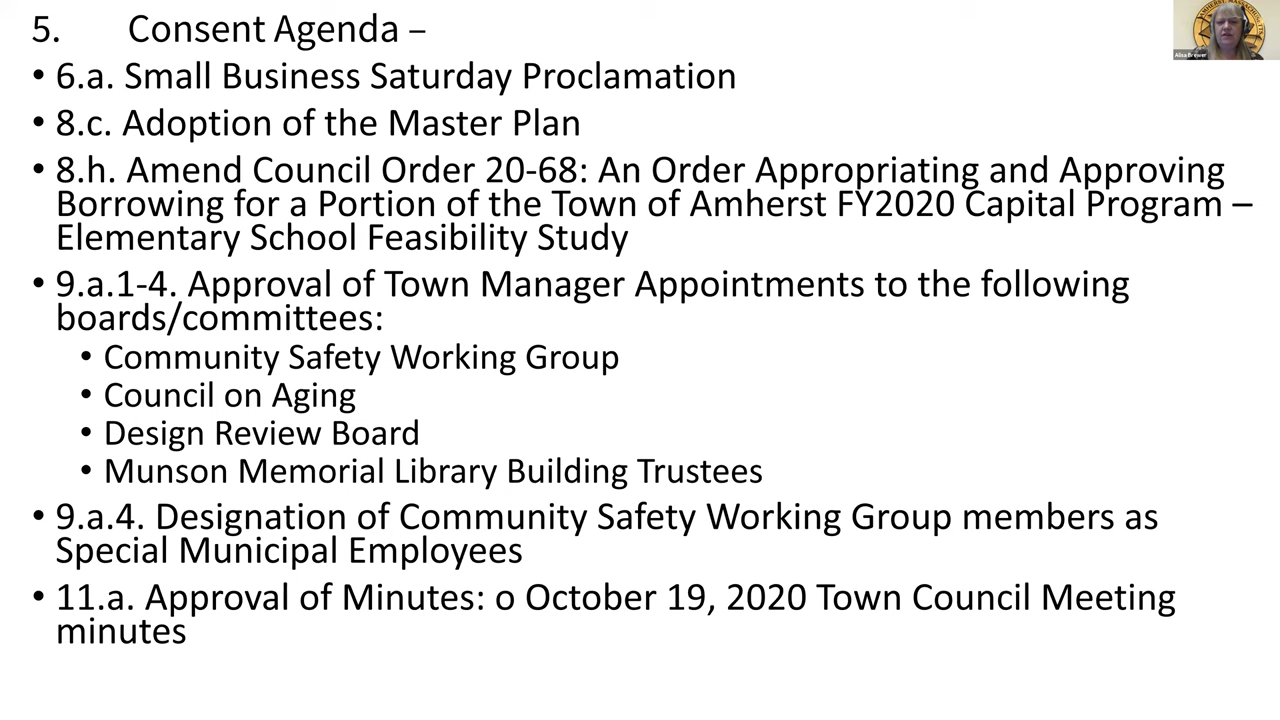 5. Consent Agenda –
• 6.a. Small Business Saturday Proclamation
• 8.c. Adoption of the Master Plan
• 8.h. Amend Council Order 20-68: An Order Appropriating and Approving
Borrowing for a Portion of the Town of Amherst FY2020 Capital Program –
Elementary School Feasibility Study
• 9.a.1-4. Approval of Town Manager Appointments to the following
boards/committees:
• Community Safety Working Group
• Council on Aging
• Design Review Board
• Munson Memorial Library Building Trustees
• 9.a.4. Designation of Community Safety Working Group members as
Special Municipal Employees
• 11.a. Approval of Minutes: o October 19, 2020 Town Council Meeting
minutes
Alisa Brewer